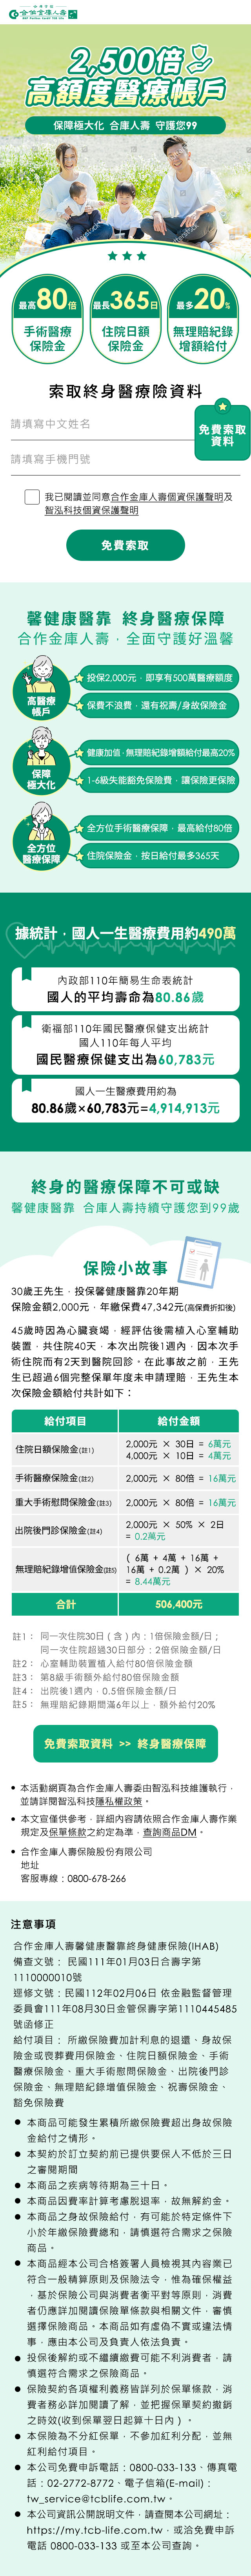 合作金庫人壽
2,500倍
高額度醫療帳戶
保障極大化 合庫人壽 守護您99
最高80倍
手術醫療
保險金
最長365日
住院日額
保險金
最多20%
無理賠紀錄
增額給付
索取終身醫療險資料
請填寫中文姓名
請填寫手機門號
免費索取
資料
我已閱讀並同意合作金庫人壽個資保護聲明及
智泓科技個資保護聲明
免費索取
馨健康醫靠 終身醫療保障
合作金庫人壽．全面守護好溫馨
高醫療
帳戶
投保2,000元，即享有500萬醫療額度
保費不浪費，還有祝壽/身故保險金
保障
極大化
健康加值．無理賠紀錄增額給付最高20%
1-6級失能豁免保險費，讓保險更保險
全方位
醫療保障
全方位手術醫療保障，最高給付80倍
住院保險金，按日給付最多365天
據統計，國人一生醫療費用約490萬
內政部110年簡易生命表統計
國人的平均壽命為80.86歲
衛福部110年國民醫療保健支出統計
國人110年每人平均
國民醫療保健支出為60,783元
國人一生醫療費用約為
80.86歲×60,783元=4,914,913元
終身的醫療保障不可或缺
馨健康醫靠 合庫人壽持續守護您到99歲
保險小故事
30歲王先生，投保馨健康醫靠20年期
保險金額2,000元，年繳保費47,342元(高保費折扣後)
45歲時因為心臟衰竭，經評估後需植入心室輔助
裝置，共住院40天，本次出院後1週內，因本次手
術住院而有2天到醫院回診。在此事故之前，王先
生已超過6個完整保單年度未申請理賠，王先生本
次保險金額給付共計如下：
給付項目 給付金額
住院日額保險金(註1)
2,000元 × 30日 = 6萬元
4,000元 × 10日 = 4萬元
手術醫療保險金(註2) 2,000元 × 80倍 = 16萬元
重大手術慰問保險金(註3) 2,000元 × 80倍 = 16萬元
出院後門診保險金(註4)
2,000元 × 50% × 2日
= 0.2萬元
無理賠紀錄增值保險金(註5)
( 6萬 + 4萬 + 16萬 +
16萬 + 0.2萬 ) × 20%
= 8.44萬元
合計 506,400元
註1： 同一次住院30日（含）內：1倍保險金額/日；
同一次住院超過30日部分：2倍保險金額/日
註2： 心室輔助裝置植入給付80倍保險金額
註3： 第8級手術額外給付80倍保險金額
註4： 出院後1週內，0.5倍保險金額/日
註5： 無理賠紀錄期間滿6年以上，額外給付20%
免費索取資料 >> 終身醫療保障
• 本活動網頁為合作金庫人壽委由智泓科技維護執行，
並請詳閱智泓科技隱私權政策。
• 本文宣僅供參考，詳細內容請依照合作金庫人壽作業
規定及保單條款之約定為準，查詢商品DM。
• 合作金庫人壽保險股份有限公司
地址
客服專線：0800-678-266
注意事項
合作金庫人壽馨健康醫靠終身健康保險(IHAB)
備查文號： 民國111年01月03日合壽字第
1110000010號
逕修文號：民國112年02月06日 依金融監督管理
委員會111年08月30日金管保壽字第1110445485
號函修正
給付項目： 所繳保險費加計利息的退還、身故保
險金或喪葬費用保險金、住院日額保險金、手術
醫療保險金、重大手術慰問保險金、出院後門診
保險金、無理賠紀錄增值保險金、祝壽保險金、
豁免保險費
• 本商品可能發生累積所繳保險費超出身故保險
金給付之情形。
• 本契約於訂立契約前已提供要保人不低於三日
之審閱期間
• 本商品之疾病等待期為三十日。
• 本商品因費率計算考慮脫退率，故無解約金。
• 本商品之身故保險給付，有可能於特定條件下
小於年繳保險費總和，請慎選符合需求之保險
商品。
• 本商品經本公司合格簽署人員檢視其內容業已
符合一般精算原則及保險法令，惟為確保權益
，基於保險公司與消費者衡平對等原則，消費
者仍應詳加閱讀保險單條款與相關文件，審慎
選擇保險商品。本商品如有虛偽不實或違法情
事，應由本公司及負責人依法負責。
• 投保後解約或不繼續繳費可能不利消費者，請
慎選符合需求之保險商品。
• 保險契約各項權利義務皆詳列於保單條款，消
費者務必詳加閱讀了解，並把握保單契約撤銷
之時效(收到保單翌日起算十日內）。
• 本保險為不分紅保單，不參加紅利分配，並無
紅利給付項目。
• 本公司免費申訴電話：0800-033-133、傳真電
話：02-2772-8772、電子信箱(E-mail)：
tw_service@tcblife.com.tw。
• 本公司資訊公開說明文件，請查閱本公司網址：
https://my.tcb-life.com.tw，或洽免費申訴
電話 0800-033-133 或至本公司查詢。